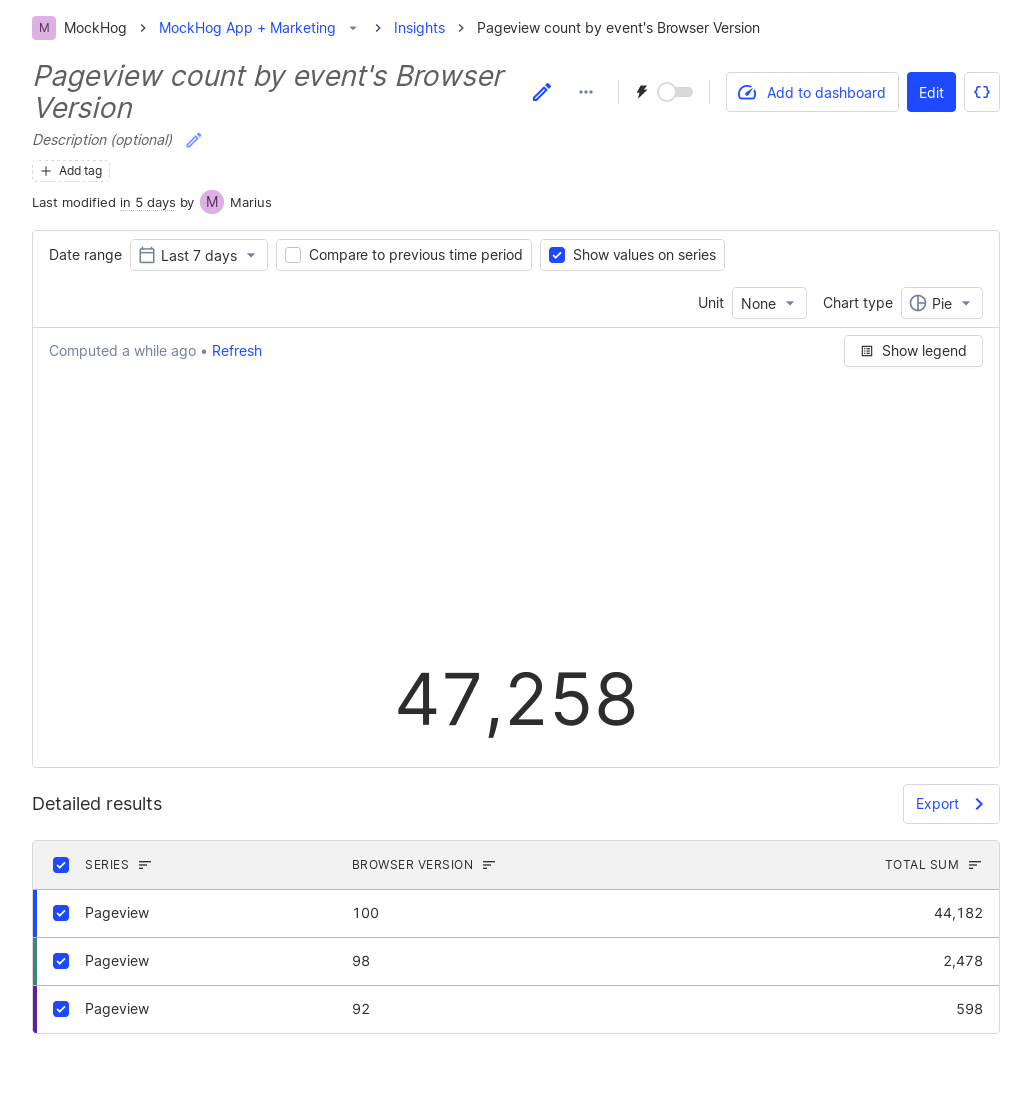 M MockHog MockHog App + Marketing Insights Pageview count by event's Browser Version
Pageview count by event's Browser
Version
Add to dashboard Edit
Description (optional)
Add tag
Last modified in 5 days by M Marius
Date range Last 7 days Compare to previous time period Show values on series
Unit None Chart type Pie
Computed a while ago • Refresh Show legend
47,258
Detailed results Export
SERIES BROWSER VERSION TOTAL SUM
Pageview 100 44,182
Pageview 98 2,478
Pageview 92 598